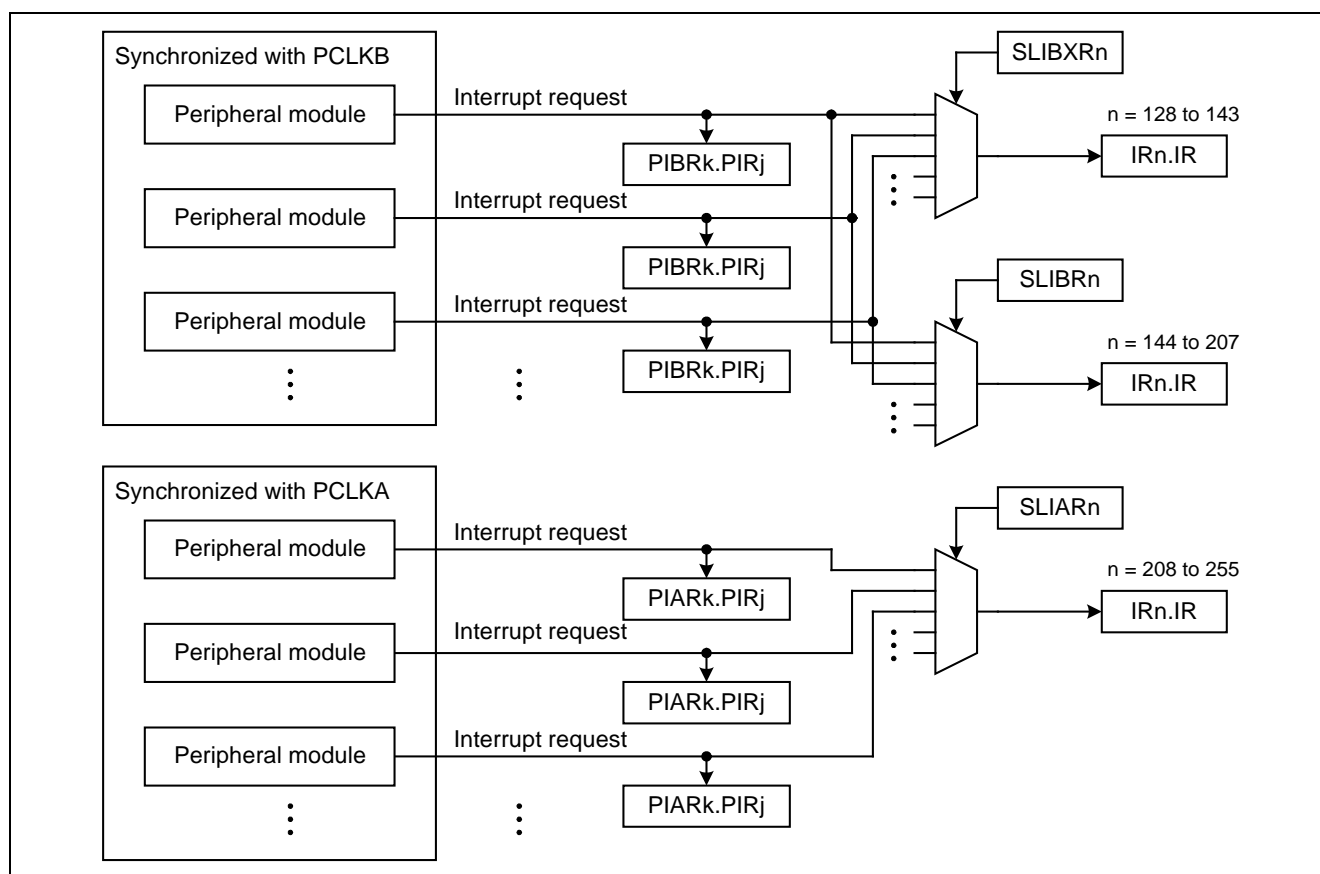 Synchronized with PCLKB
SLIBXRn
Peripheral module
Interrupt request
n = 128 to 143
PIBRk.PIRj
IRn.IR
Peripheral module
Interrupt request
PIBRk.PIRj
SLIBRn
Peripheral module
Interrupt request
n = 144 to 207
PIBRk.PIRj
IRn.IR
Synchronized with PCLKA
SLIARn
Peripheral module
Interrupt request
n = 208 to 255
PIARk.PIRj
IRn.IR
Peripheral module
Interrupt request
PIARk.PIRj
Peripheral module
Interrupt request
PIARk.PIRj